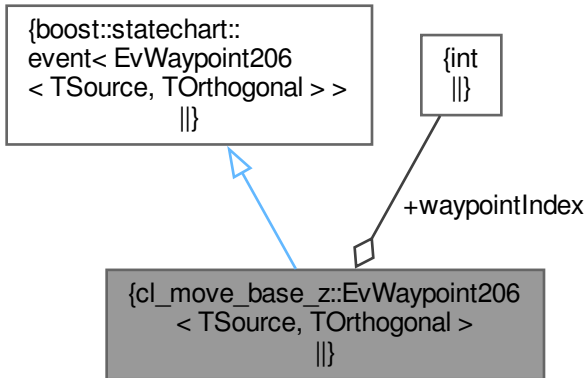 {boost::statechart::
event< EvWaypoint206
< TSource, TOrthogonal > >
||}
{int
||}
+waypointIndex
{cl_move_base_z::EvWaypoint206
< TSource, TOrthogonal >
||}